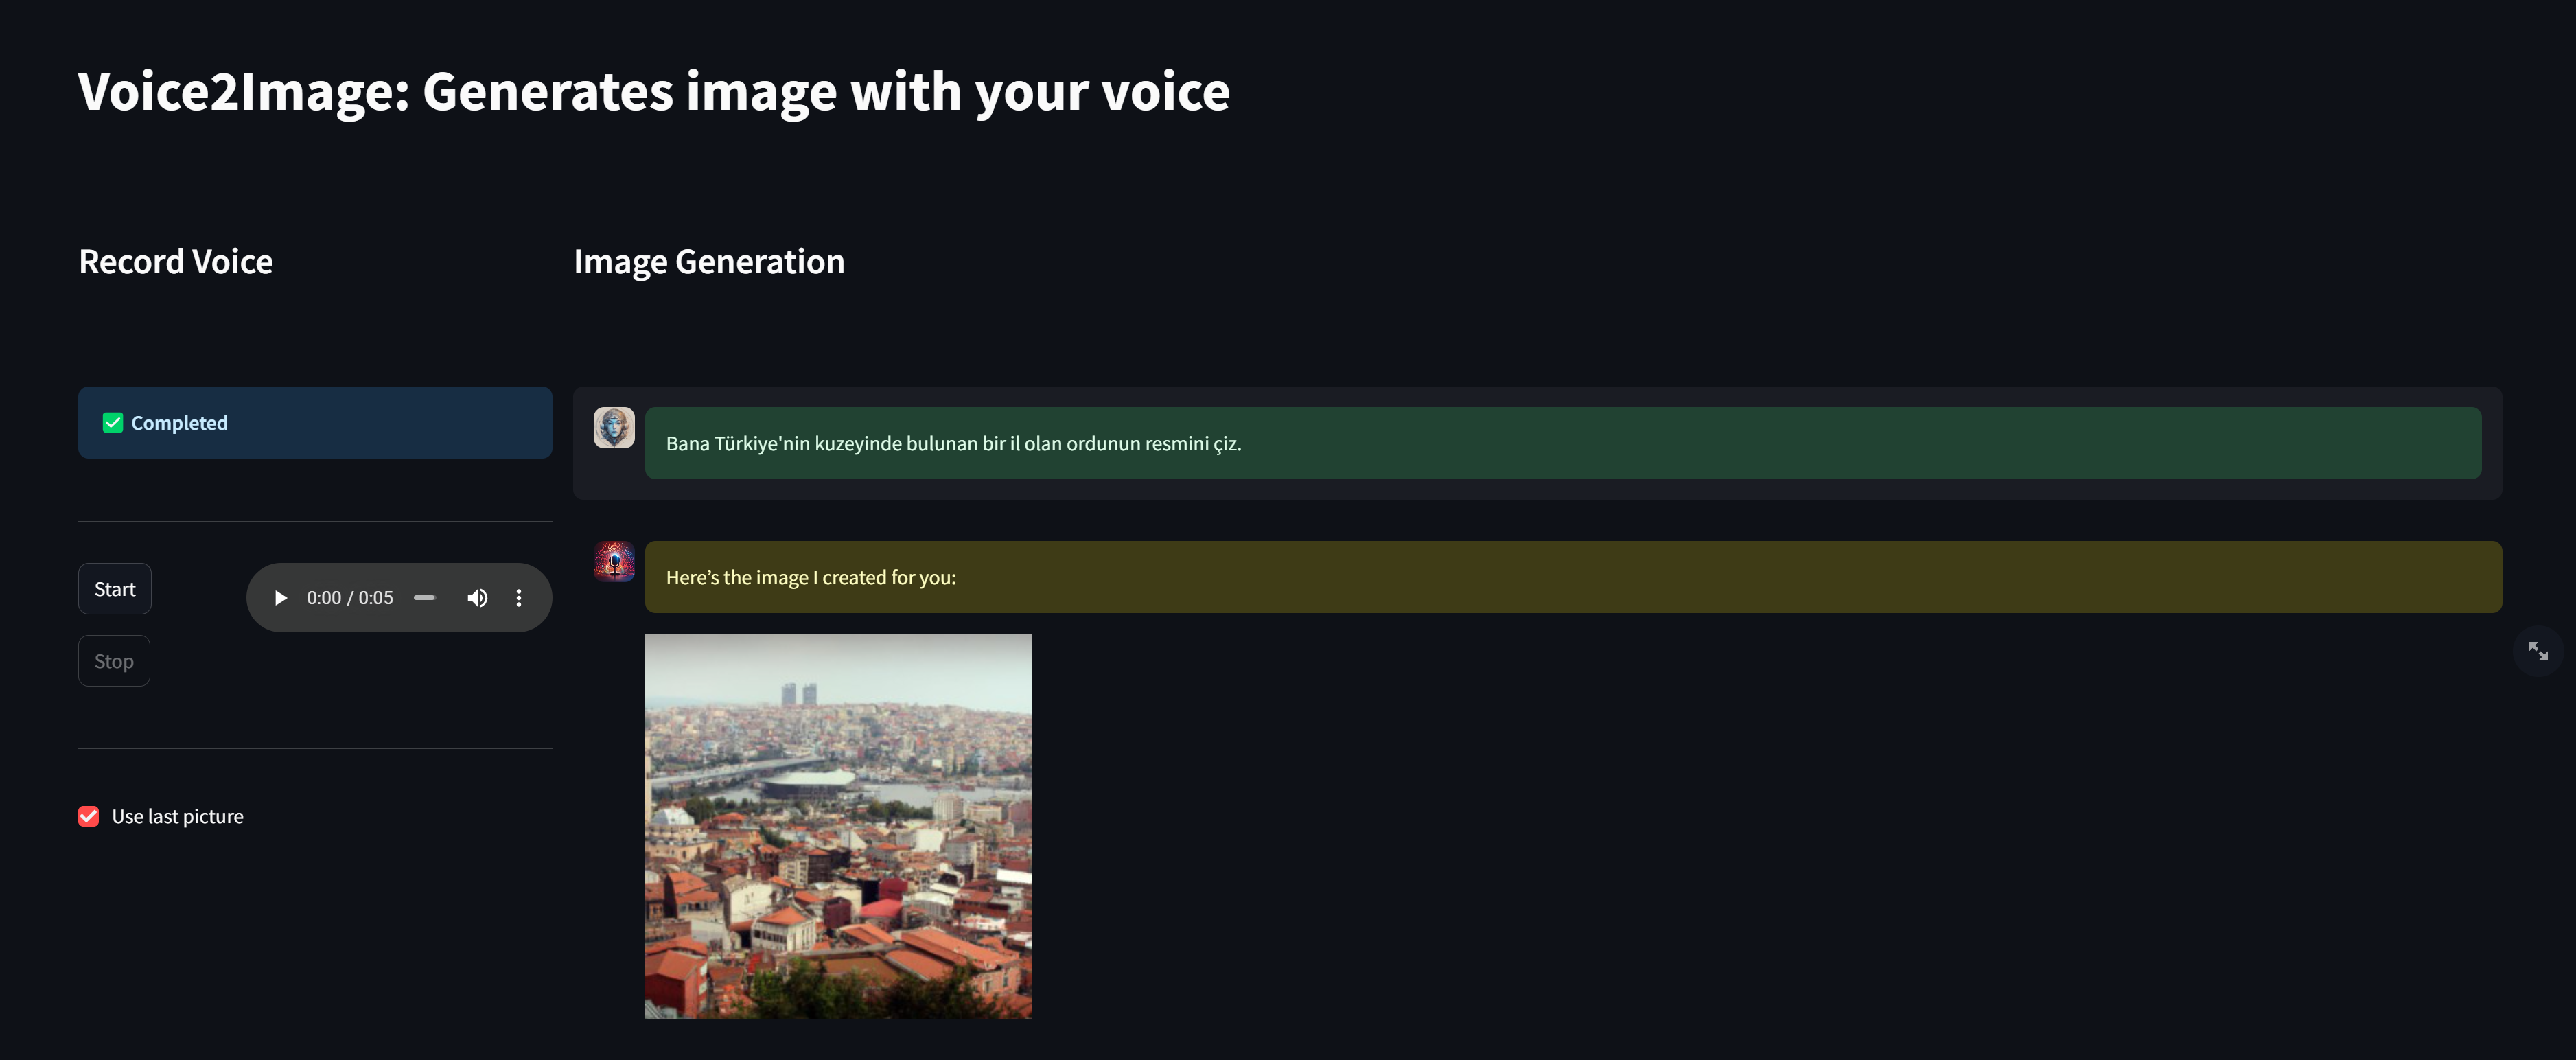 Voice2Image: Generates image with your voice
Record Voice
Image Generation
✅ Completed
Bana Türkiye'nin kuzeyinde bulunan bir il olan ordunun resmini çiz.
Here’s the image I created for you:
Start
0:00 / 0:05
Stop
Use last picture